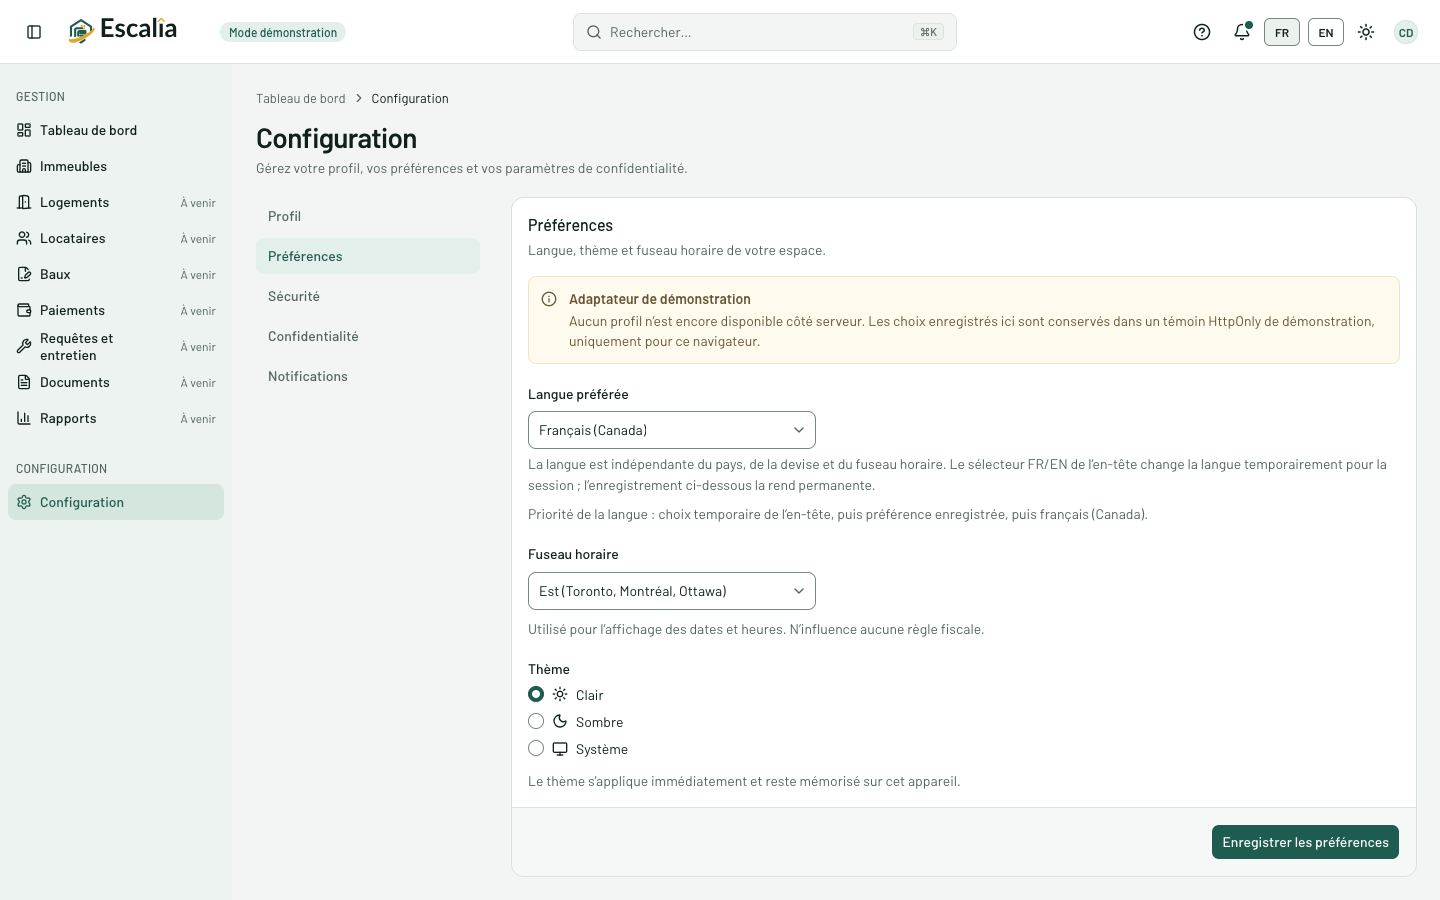 Escalia
Mode démonstration
Rechercher...
⌘K
FR
EN
CD
GESTION
Tableau de bord
Immeubles
Logements À venir
Locataires À venir
Baux À venir
Paiements À venir
Requêtes et
entretien
À venir
Documents À venir
Rapports À venir
CONFIGURATION
Configuration
Tableau de bord > Configuration
Configuration
Gérez votre profil, vos préférences et vos paramètres de confidentialité.
Profil
Préférences
Sécurité
Confidentialité
Notifications
Préférences
Langue, thème et fuseau horaire de votre espace.
Adaptateur de démonstration
Aucun profil n’est encore disponible côté serveur. Les choix enregistrés ici sont conservés dans un témoin HttpOnly de démonstration,
uniquement pour ce navigateur.
Langue préférée
Français (Canada)
La langue est indépendante du pays, de la devise et du fuseau horaire. Le sélecteur FR/EN de l’en-tête change la langue temporairement pour la
session ; l’enregistrement ci-dessous la rend permanente.
Priorité de la langue : choix temporaire de l’en-tête, puis préférence enregistrée, puis français (Canada).
Fuseau horaire
Est (Toronto, Montréal, Ottawa)
Utilisé pour l’affichage des dates et heures. N’influence aucune règle fiscale.
Thème
Clair
Sombre
Système
Le thème s’applique immédiatement et reste mémorisé sur cet appareil.
Enregistrer les préférences